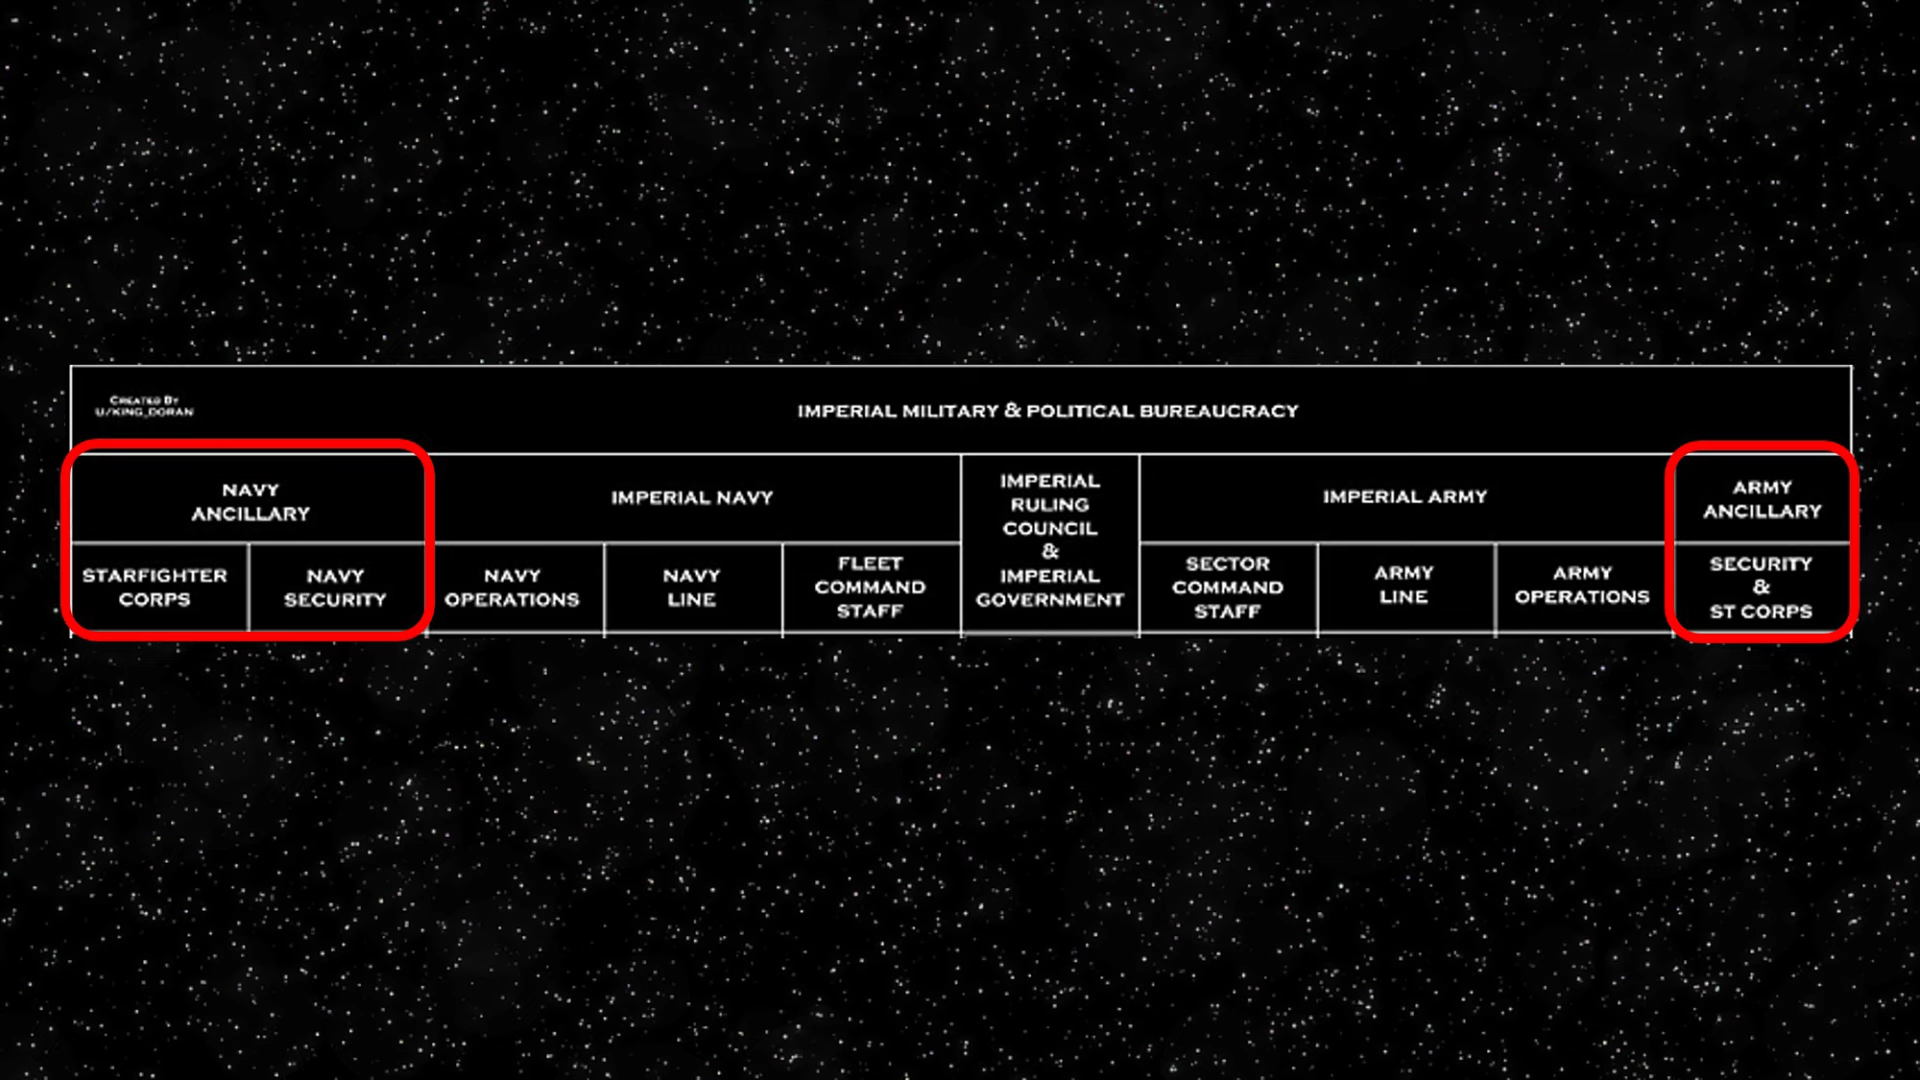 CREATED BY
U/KING_DORAN
IMPERIAL MILITARY & POLITICAL BUREAUCRACY
NAVY
ANCILLARY
IMPERIAL NAVY
IMPERIAL
RULING
COUNCIL
&
IMPERIAL
GOVERNMENT
IMPERIAL ARMY
ARMY
ANCILLARY
STARFIGHTER
CORPS
NAVY
SECURITY
NAVY
OPERATIONS
NAVY
LINE
FLEET
COMMAND
STAFF
SECTOR
COMMAND
STAFF
ARMY
LINE
ARMY
OPERATIONS
SECURITY
&
ST CORPS